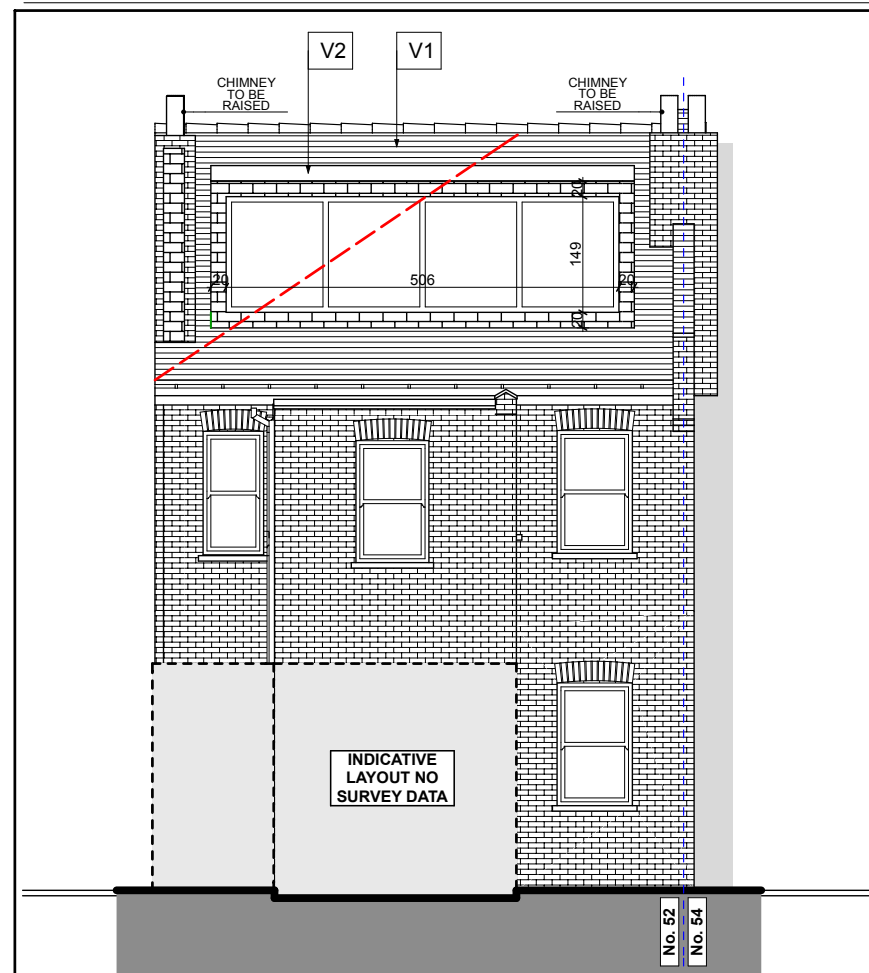 V2
V1
CHIMNEY
TO BE
RAISED
CHIMNEY
TO BE
RAISED
20
149
20
506
20
20
INDICATIVE
LAYOUT NO
SURVEY DATA
No. 52
No. 54